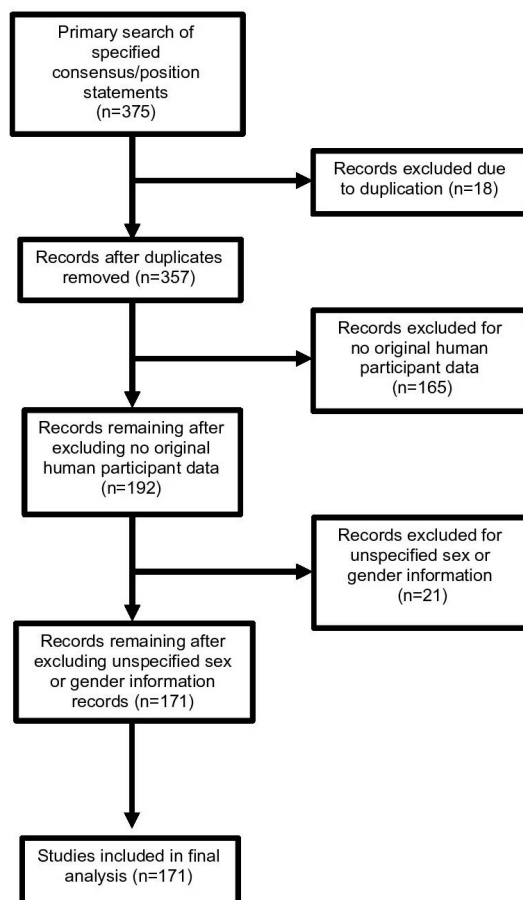 Primary search of
specified
consensus/position
statements
(n=375)
Records excluded due
to duplication (n=18)
Records after duplicates
removed (n=357)
Records excluded for
no original human
participant data
(n=165)
Records remaining after
excluding no original
human participant data
(n=192)
Records excluded for
unspecified sex or
gender information
(n=21)
Records remaining after
excluding unspecified sex
or gender information
records (n=171)
Studies included in final
analysis (n=171)